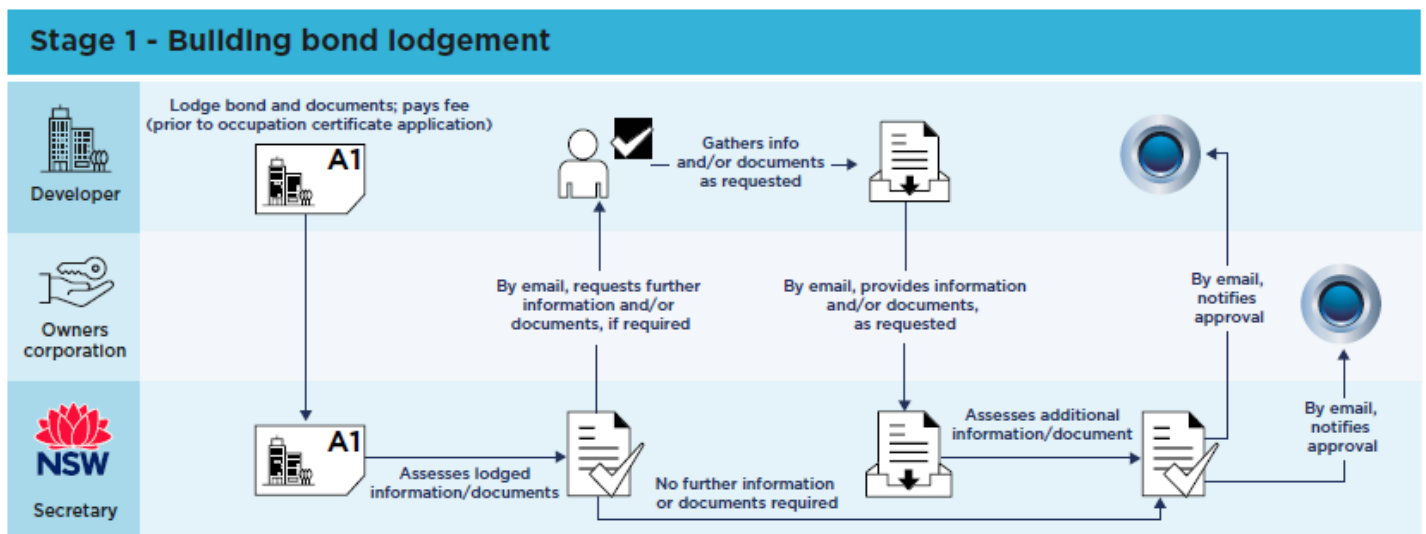 Stage 1 - Building bond lodgement
Developer
Lodge bond and documents; pays fee
(prior to occupation certificate application)
A1
Gathers info
and/or documents
as requested
Owners
corporation
By email, requests further
information and/or
documents, if required
By email, provides information
and/or documents,
as requested
By email,
notifies
approval
NSW
Secretary
A1
Assesses lodged
information/documents
No further information
or documents required
Assesses additional
information/document
By email,
notifies
approval